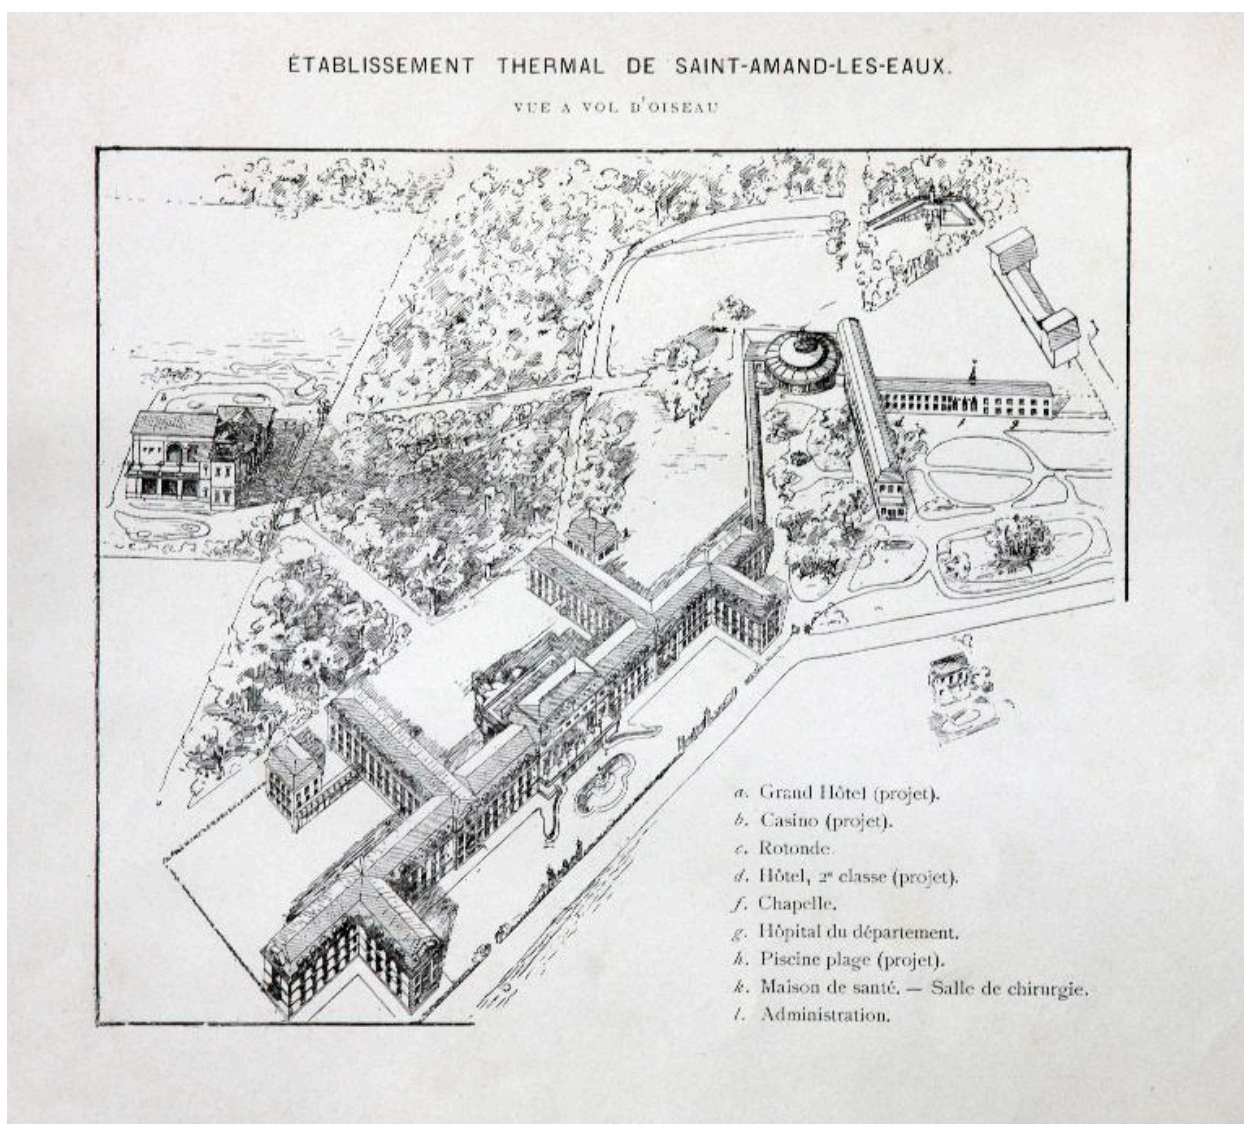 ÉTABLISSEMENT THERMAL DE SAINT-AMAND-LES-EAUX.
VUE A VOL D'OISEAU
a. Grand Hôtel (projet).
b. Casino (projet).
c. Rotonde.
d. Hôtel, 2e classe (projet).
f. Chapelle.
g. Hôpital du département.
h. Piscine plage (projet).
k. Maison de santé. — Salle de chirurgie.
l. Administration.